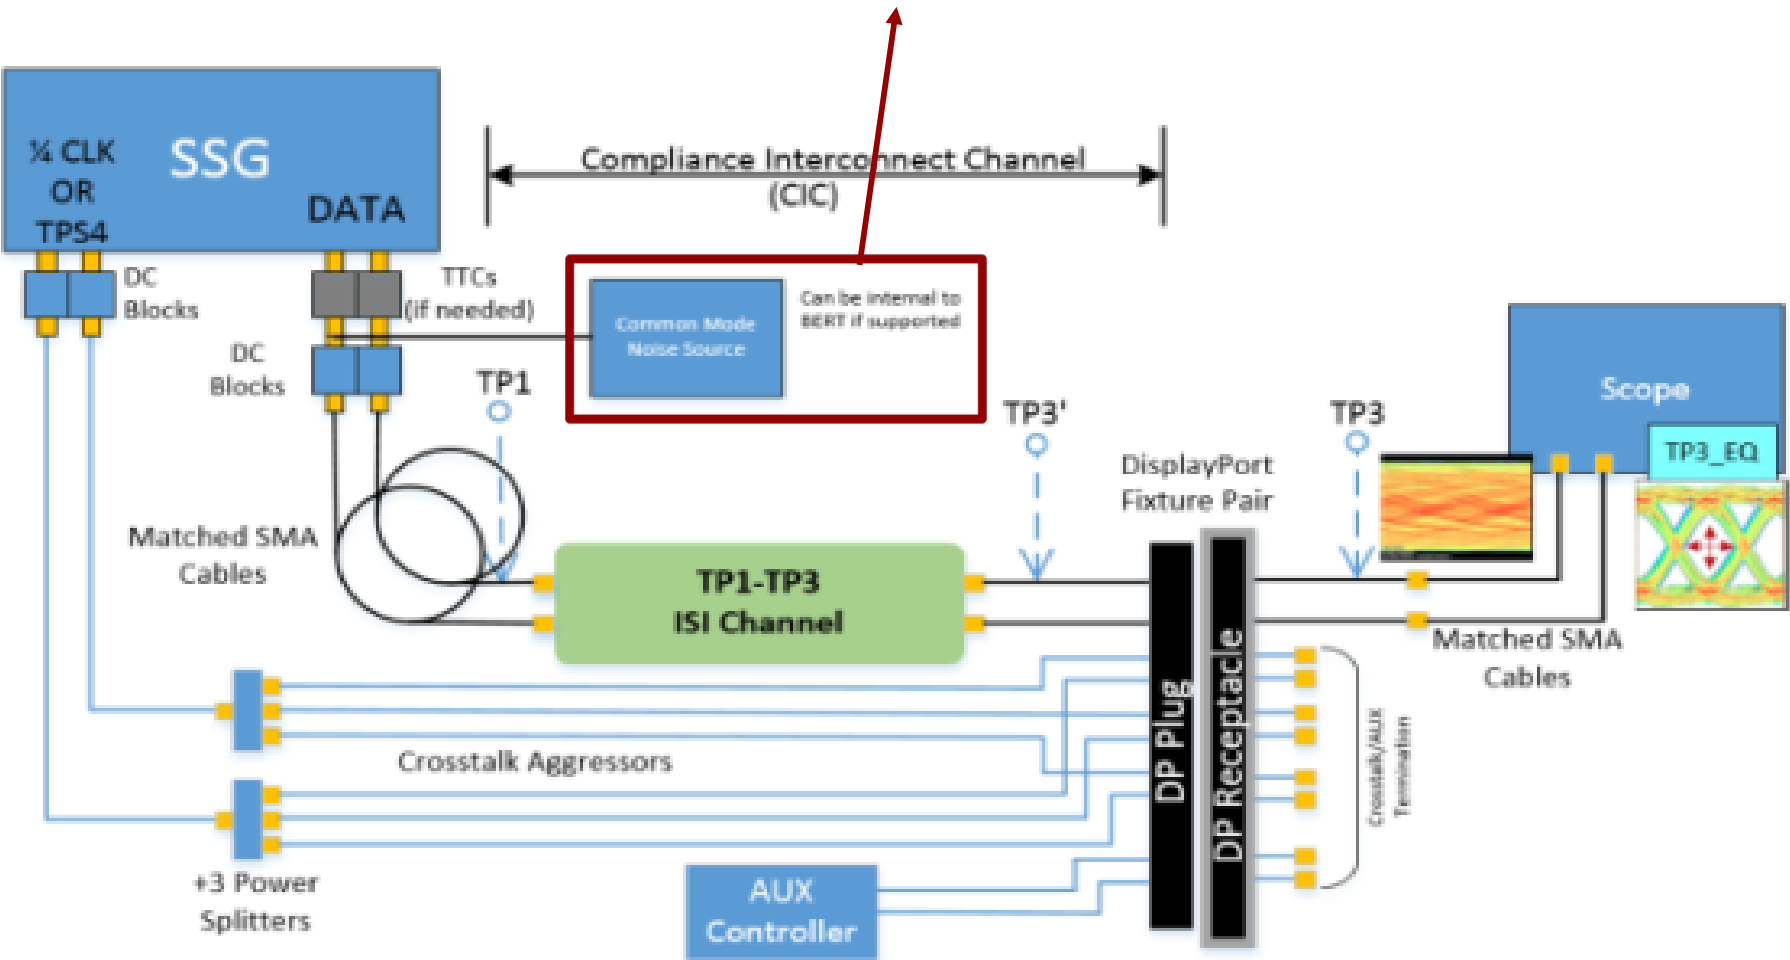 ¼ CLK
OR
TPS4
SSG
DATA
Compliance Interconnect Channel
(CIC)
DC
Blocks
TTCs
(If needed)
Common Mode
Noise Source
Can be internal to
BERT if supported
DC
Blocks
TP1
TP3'
TP3
Scope
TP3_EQ
DisplayPort
Fixture Pair
Matched SMA
Cables
TP1-TP3
ISI Channel
Matched SMA
Cables
DP Plug
DP Receptacle
Crosstalk/AUX
Termination
Crosstalk Aggressors
+3 Power
Splitters
AUX
Controller